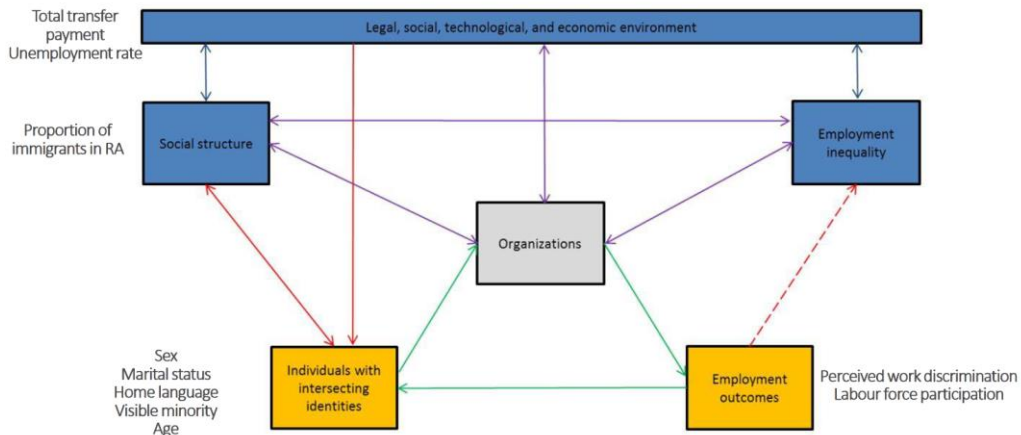 Total transfer
payment
Unemployment rate
Legal, social, technological, and economic environment
Proportion of
immigrants in RA
Social structure
Employment
inequality
Organizations
Sex
Marital status
Home language
Visible minority
Age
Individuals with
intersecting
identities
Employment
outcomes
Perceived work discrimination
Labour force participation